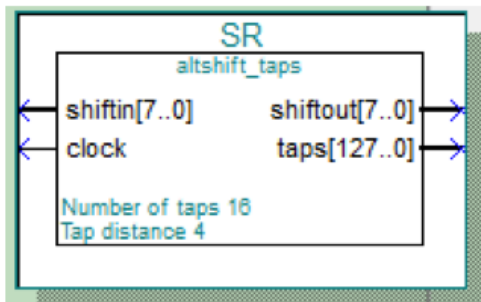 SR
altshift_taps
shiftin[7..0] shiftout[7..0]
clock taps[127..0]
Number of taps 16
Tap distance 4